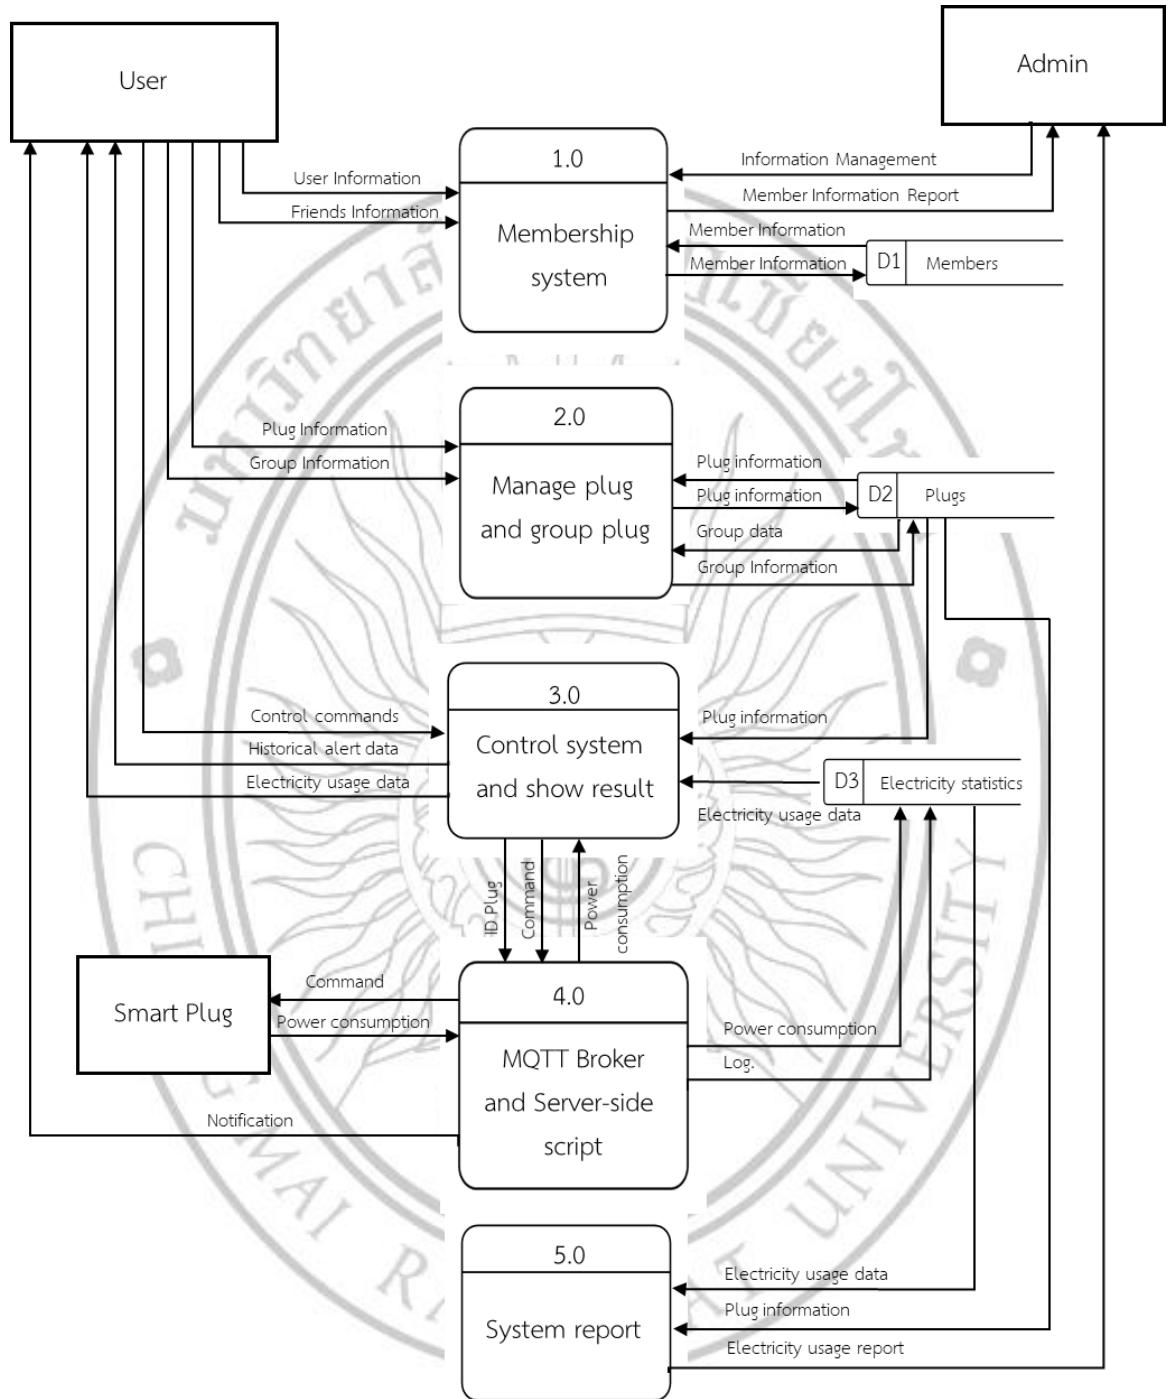 User
Admin
1.0
Membership
system
User Information
Friends Information
Information Management
Member Information Report
Member Information
Member Information
D1
Members
2.0
Manage plug
and group plug
Plug Information
Group Information
Plug information
Plug information
Group data
Group Information
D2
Plugs
3.0
Control system
and show result
Control commands
Historical alert data
Electricity usage data
Plug information
Electricity usage data
D3
Electricity statistics
ID Plug
Command
Power
consumption
Smart Plug
Command
Power consumption
4.0
MQTT Broker
and Server-side
script
Power consumption
Log.
Notification
5.0
System report
Electricity usage data
Plug information
Electricity usage report